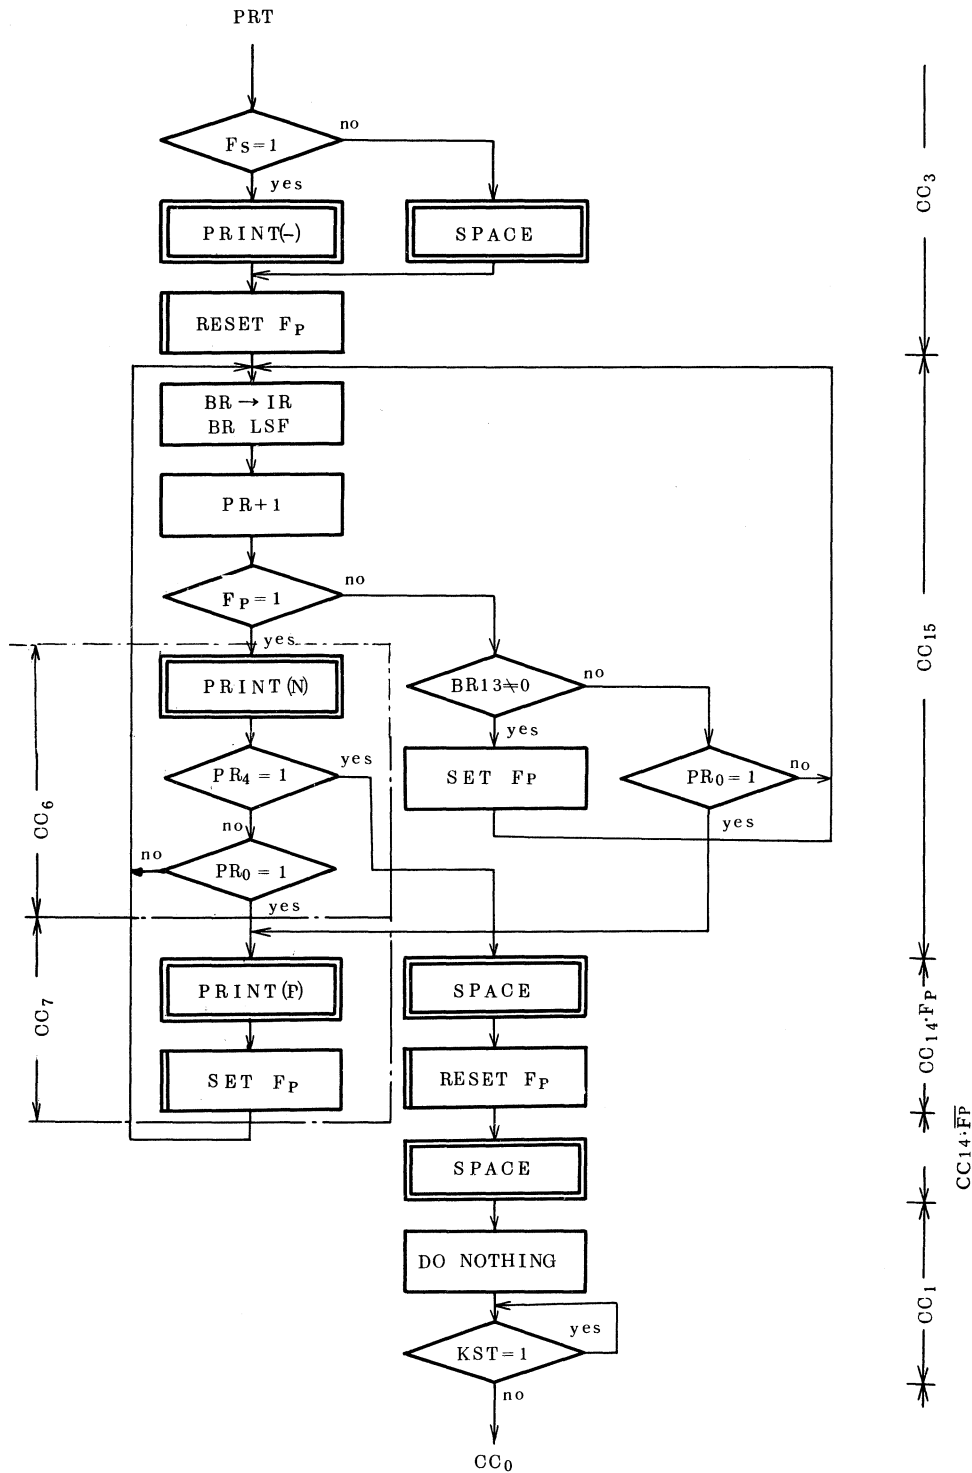 PRT
no
FS=1
yes
PRINT(-)
SPACE
CC3
RESET FP
BR → IR
BR LSF
PR+1
no
FP=1
yes
CC15
PRINT(N)
BR13≠0
no
yes
PR4 = 1
yes
SET FP
PR0 = 1
no
CC6
no
yes
no
PR0 = 1
yes
PRINT(P)
SPACE
CC7
CC14·FP
SET FP
RESET FP
CC14·F̅P̅
SPACE
DO NOTHING
CC1
yes
KST=1
no
CC0